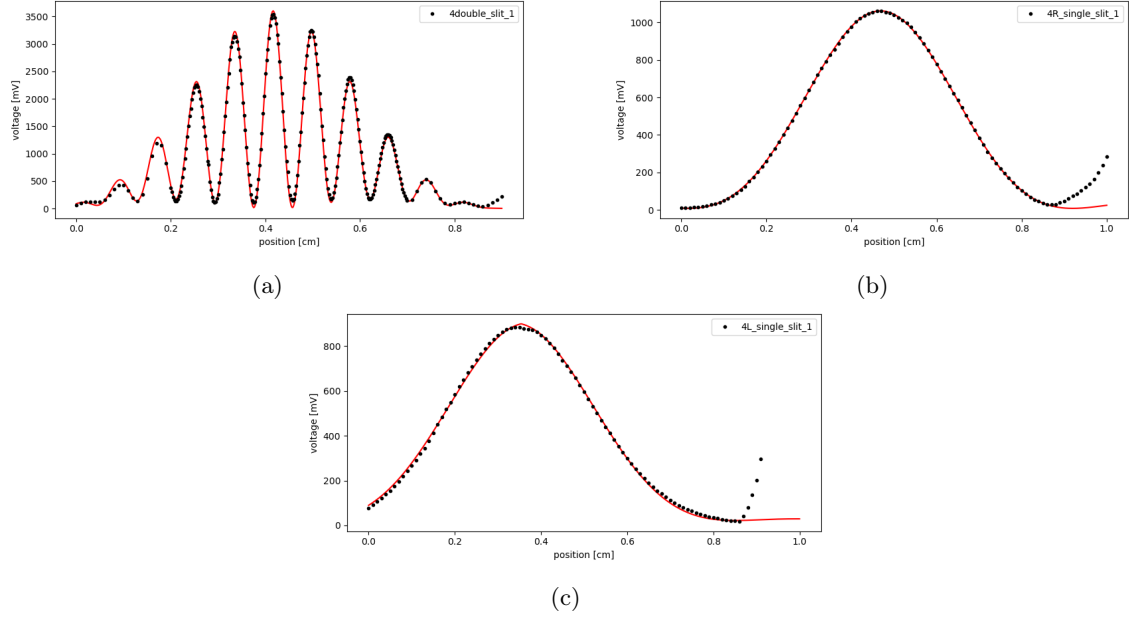 3500
3000
2500
2000
1500
1000
500
0
voltage [mV]
4double_slit_1
0.0 0.2 0.4 0.6 0.8
position [cm]
(a)
1000
800
600
400
200
0
voltage [mV]
4R_single_slit_1
0.0 0.2 0.4 0.6 0.8 1.0
position [cm]
(b)
800
600
400
200
0
voltage [mV]
4L_single_slit_1
0.0 0.2 0.4 0.6 0.8 1.0
position [cm]
(c)